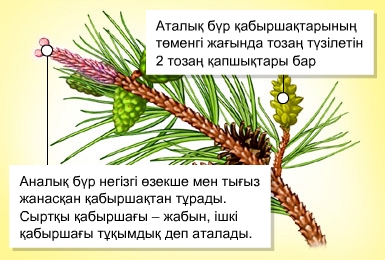 Аталық бүр қабыршақтарының
төменгі жағында тозаң түзілетін
2 тозаң қапшықтары бар
Аналық бүр негізгі өзекше мен тығыз
жанасқан қабыршақтан тұрады.
Сыртқы қабыршағы – жабын, ішкі
қабыршағы тұқымдық деп аталады.